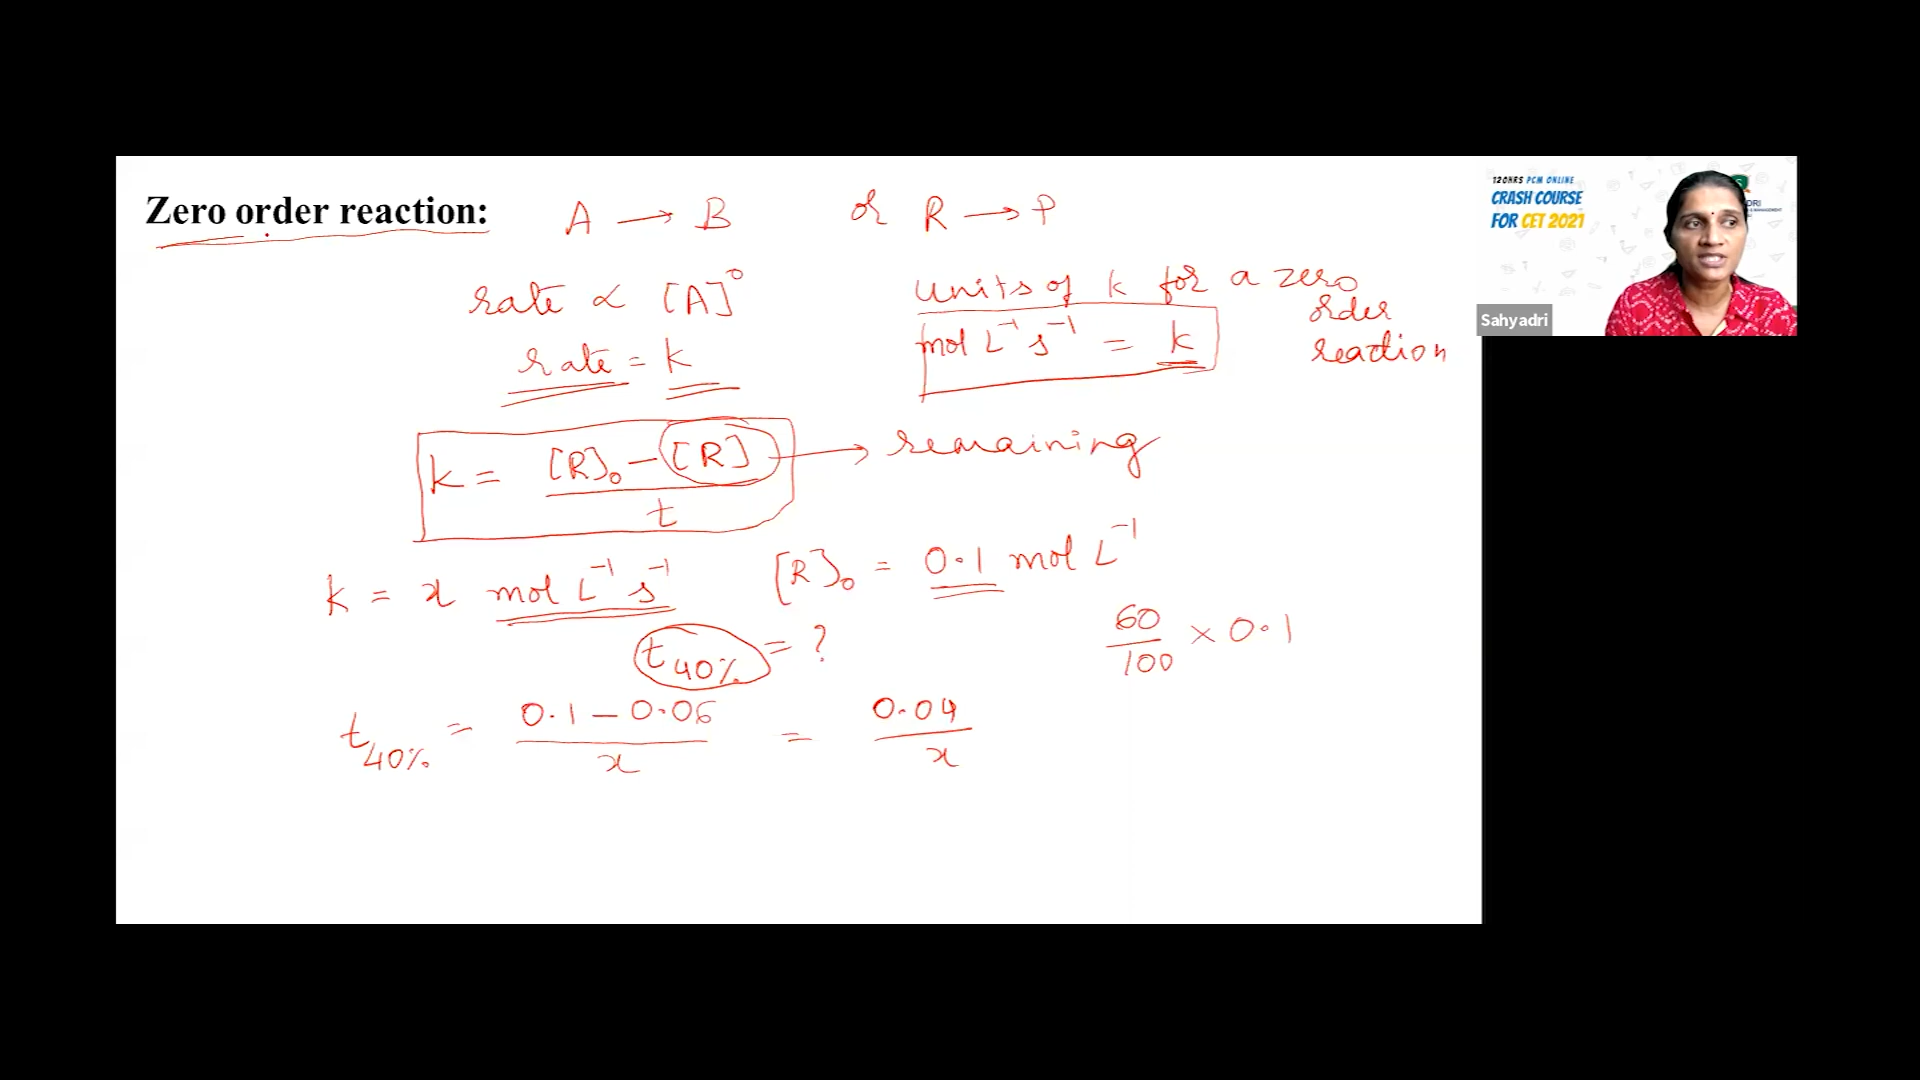 Zero order reaction: A → B or R → P
rate ∝ [A]⁰
rate = k
units of k for a zero order reaction
mol L⁻¹ s⁻¹ = k
k = [R]₀ – [R] / t → remaining
k = x mol L⁻¹ s⁻¹ [R]₀ = 0.1 mol L⁻¹
t40% = ?
60/100 × 0.1
t40% = 0.1 – 0.06 / x = 0.04 / x
120HRS PCM ONLINE
CRASH COURSE
FOR CET 2021
Sahyadri